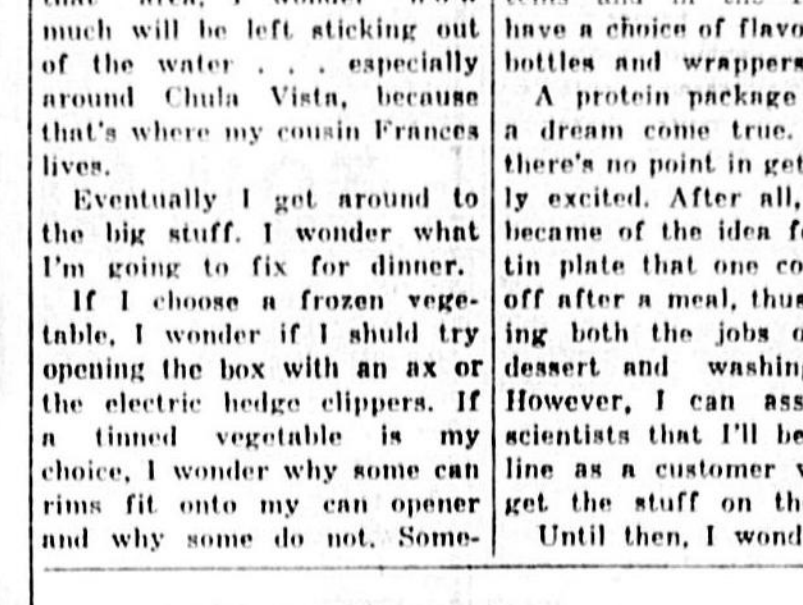 much will be left sticking out
of the water . . . especially
around Chula Vista, because
that's where my cousin Frances
lives.
Eventually I get around to
the big stuff. I wonder what
I'm going to fix for dinner.
If I choose a frozen vege-
table, I wonder if I shuld try
opening the box with an ax or
the electric hedge clippers. If
a tinned vegetable is my
choice, I wonder why some can
rims fit onto my can opener
and why some do not. Some-
have a choice of flavo
bottles and wrappers
A protein package
a dream come true.
there's no point in get
ly excited. After all,
became of the idea f
tin plate that one co
off after a meal, thus
ing both the jobs o
dessert and washin
However, I can ass
scientists that I'll be
line as a customer
get the stuff on th
Until then, I wond